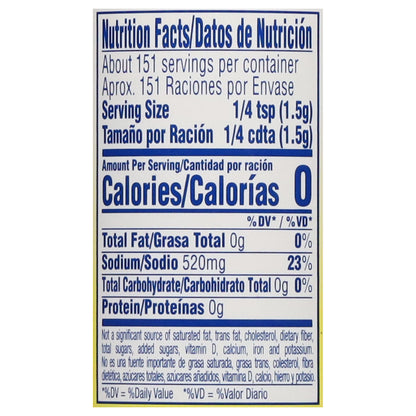 Nutrition Facts/Datos de Nutrición
About 151 servings per container
Aprox. 151 Raciones por Envase
Serving Size 1/4 tsp (1.5g)
Tamaño por Ración 1/4 cdta (1.5g)
Amount Per Serving/Cantidad por ración
Calories/Calorías 0
%DV* / %VD*
Total Fat/Grasa Total 0g 0%
Sodium/Sodio 520mg 23%
Total Carbohydrate/Carbohidrato Total 0g 0%
Protein/Proteínas 0g
Not a significant source of saturated fat, trans fat, cholesterol, dietary fiber,
total sugars, added sugars, vitamin D, calcium, iron and potassium.
No es una fuente importante de grasa saturada, grasa trans, colesterol, fibra
dietética, azúcares totales, azúcares añadidos, vitamina D, calcio, hierro y potasio.
*%DV = %Daily Value *%VD = %Valor Diario